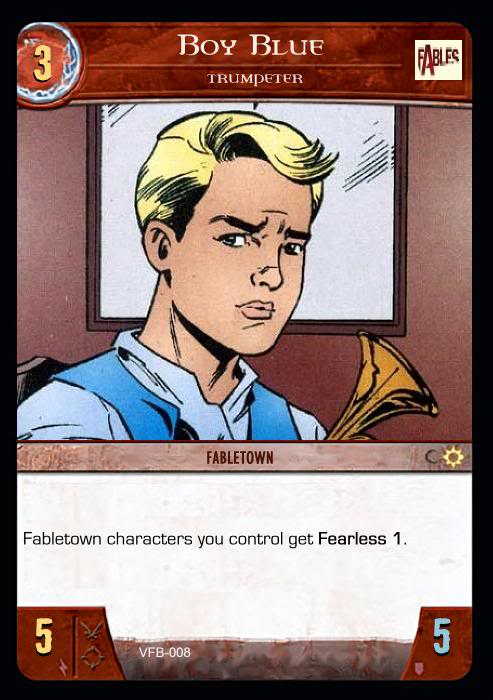 3
BOY BLUE
FABLES
TRUMPETER
FABLETOWN
Fabletown characters you control get Fearless 1.
5
5
VFB-008